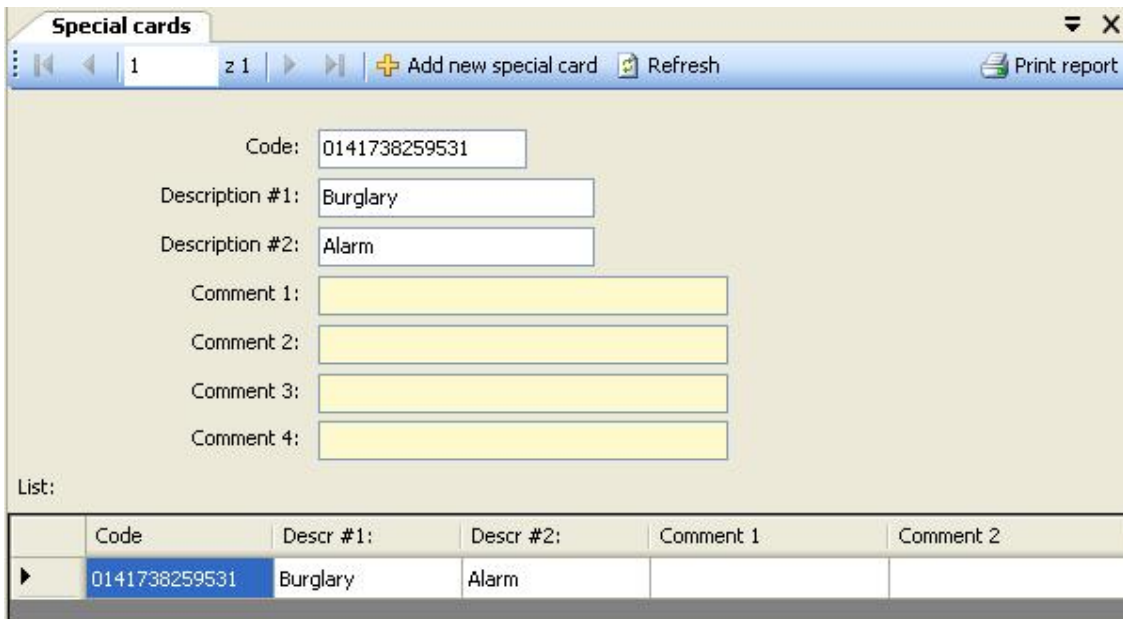 Special cards
1 z 1 Add new special card Refresh Print report
Code: 0141738259531
Description #1: Burglary
Description #2: Alarm
Comment 1:
Comment 2:
Comment 3:
Comment 4:
List:
Code Descr #1: Descr #2: Comment 1 Comment 2
0141738259531 Burglary Alarm